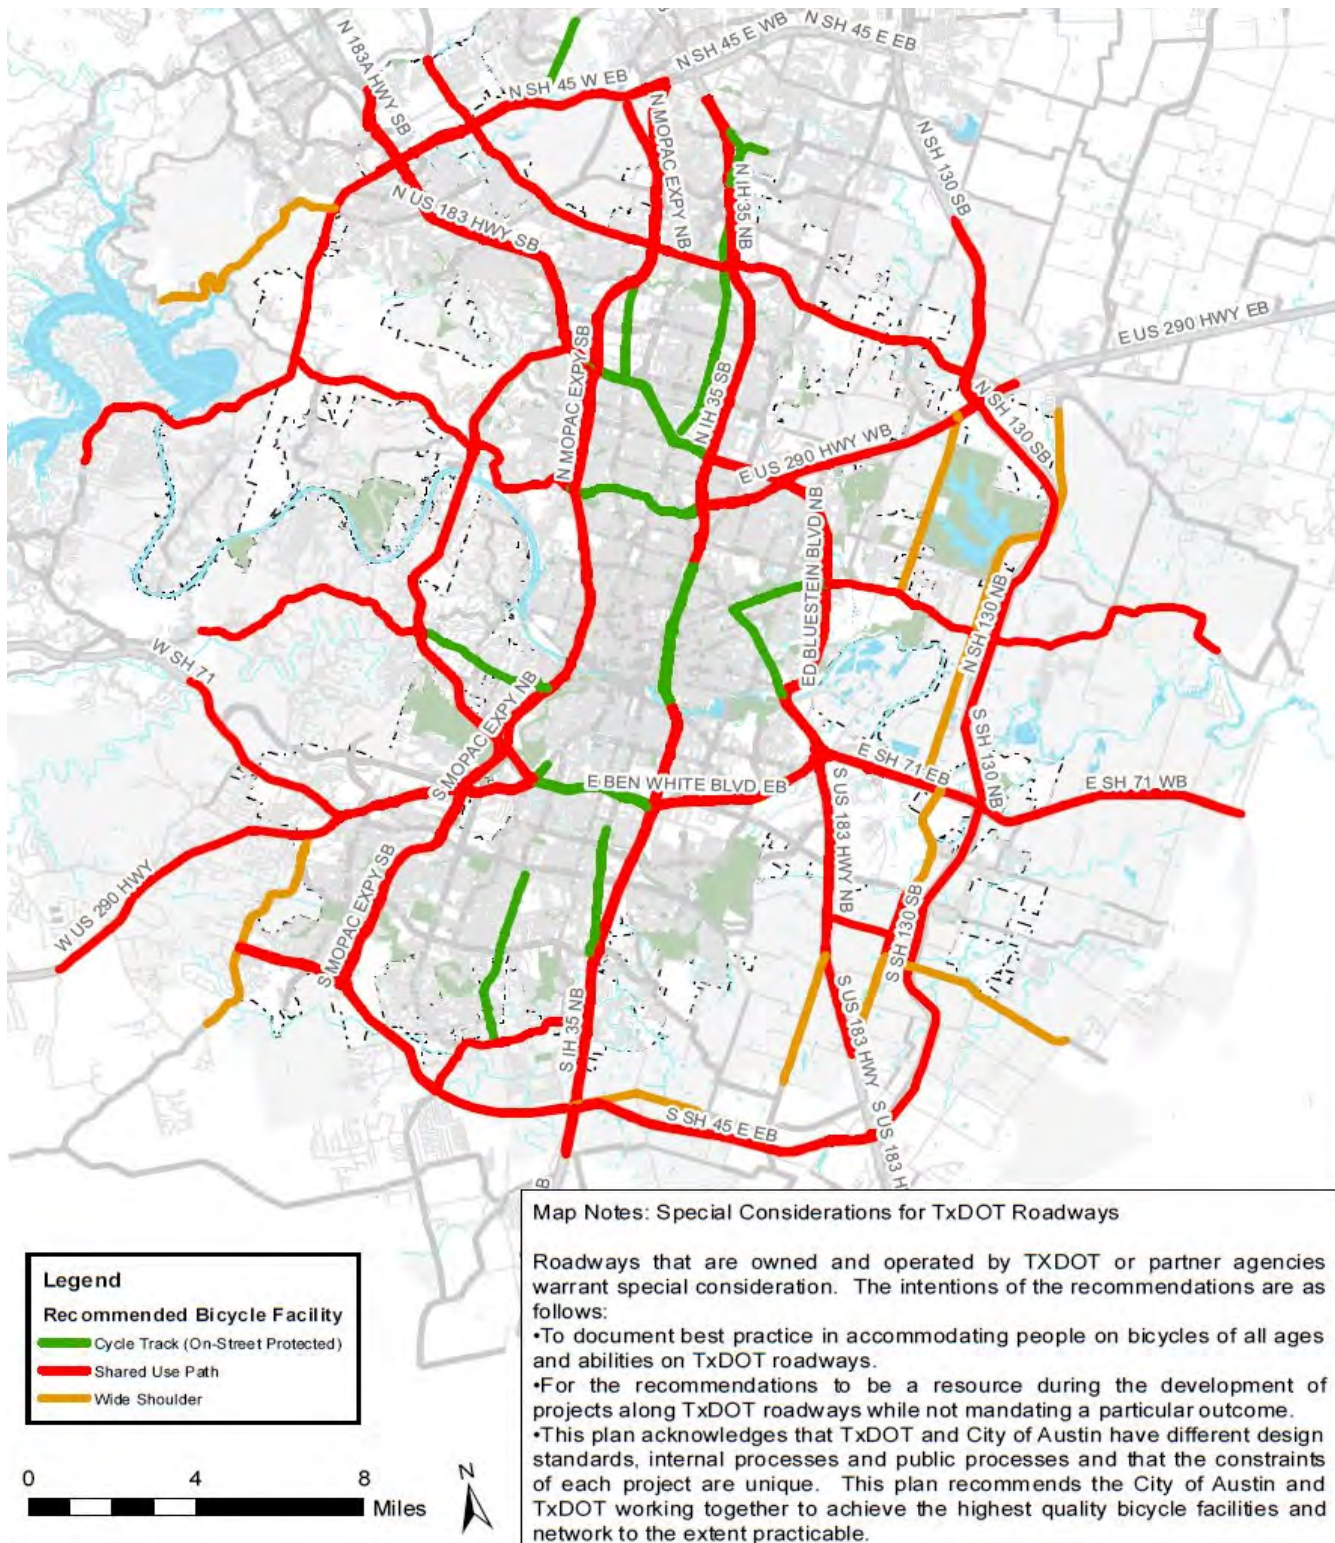 N SH 45 E WB
N SH 45 E EB
N 183A HWY SB
N SH 45 W EB
N MOPAC EXPY NB
N IH 35 NB
N SH 130 SB
N US 183 HWY SB
E US 290 HWY EB
N MOPAC EXPY SB
N IH 35 SB
N SH 130 SB
E US 290 HWY WB
ED BLUESTEIN BLVD NB
N SH 130 NB
W SH 71
S MOPAC EXPY NB
S SH 130 NB
E SH 71 EB
E BEN WHITE BLVD EB
E SH 71 WB
S US 183 HWY NB
S MOPAC EXPY SB
W US 290 HWY
S SH 130 SB
S IH 35 NB
S US 183 HWY
S SH 45 E EB
S US 183 H
B
Map Notes: Special Considerations for TxDOT Roadways
Roadways that are owned and operated by TXDOT or partner agencies
warrant special consideration. The intentions of the recommendations are as
follows:
•To document best practice in accommodating people on bicycles of all ages
and abilities on TxDOT roadways.
•For the recommendations to be a resource during the development of
projects along TxDOT roadways while not mandating a particular outcome.
•This plan acknowledges that TxDOT and City of Austin have different design
standards, internal processes and public processes and that the constraints
of each project are unique. This plan recommends the City of Austin and
TxDOT working together to achieve the highest quality bicycle facilities and
network to the extent practicable.
Legend
Recommended Bicycle Facility
Cycle Track (On-Street Protected)
Shared Use Path
Wide Shoulder
0 4 8
Miles
N